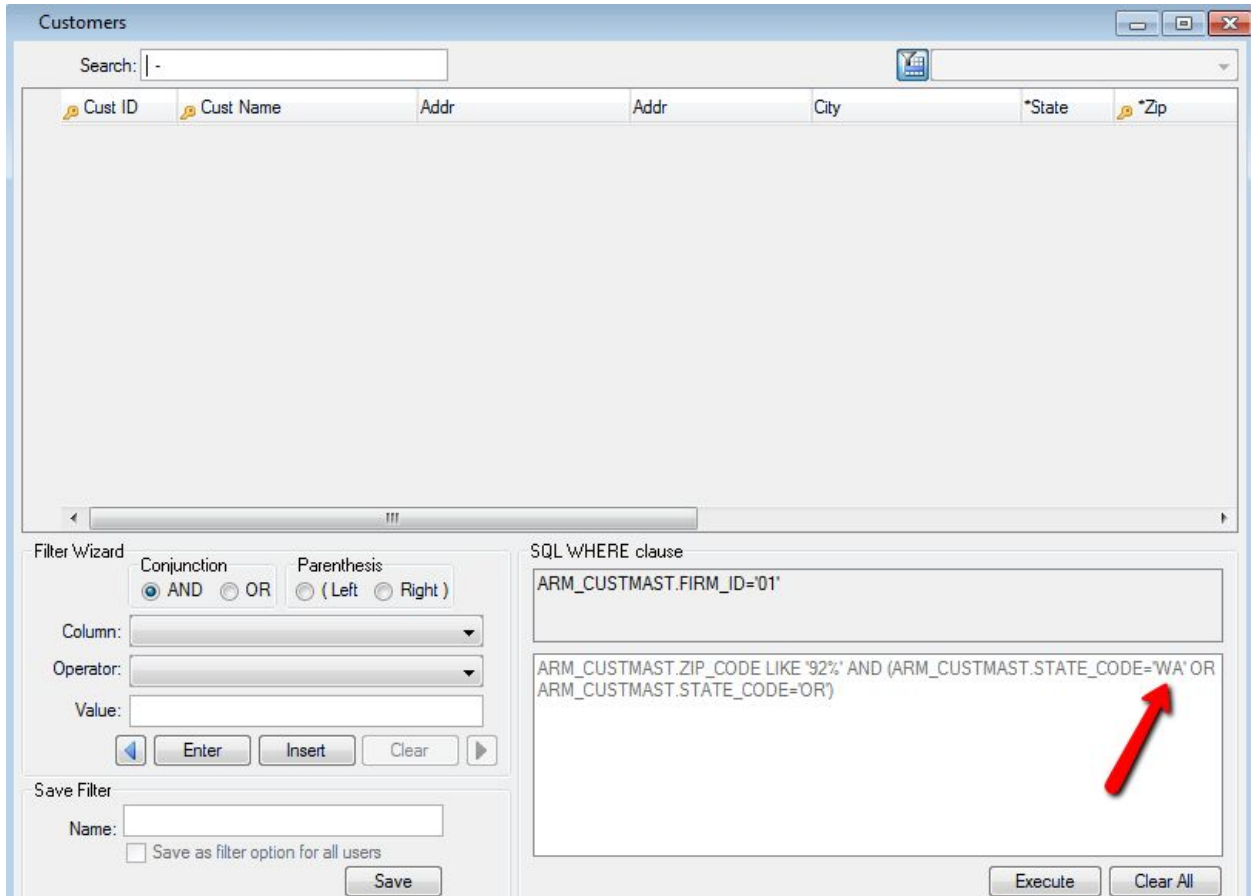 Customers
Search: -
Cust ID Cust Name Addr Addr City *State *Zip
Filter Wizard
Conjunction Parenthesis
AND OR ( Left Right )
Column:
Operator:
Value:
Enter Insert Clear
Save Filter
Name:
Save as filter option for all users
Save
SQL WHERE clause
ARM_CUSTMAST.FIRM_ID='01'
ARM_CUSTMAST.ZIP_CODE LIKE '92%' AND (ARM_CUSTMAST.STATE_CODE='WA' OR
ARM_CUSTMAST.STATE_CODE='OR')
Execute Clear All